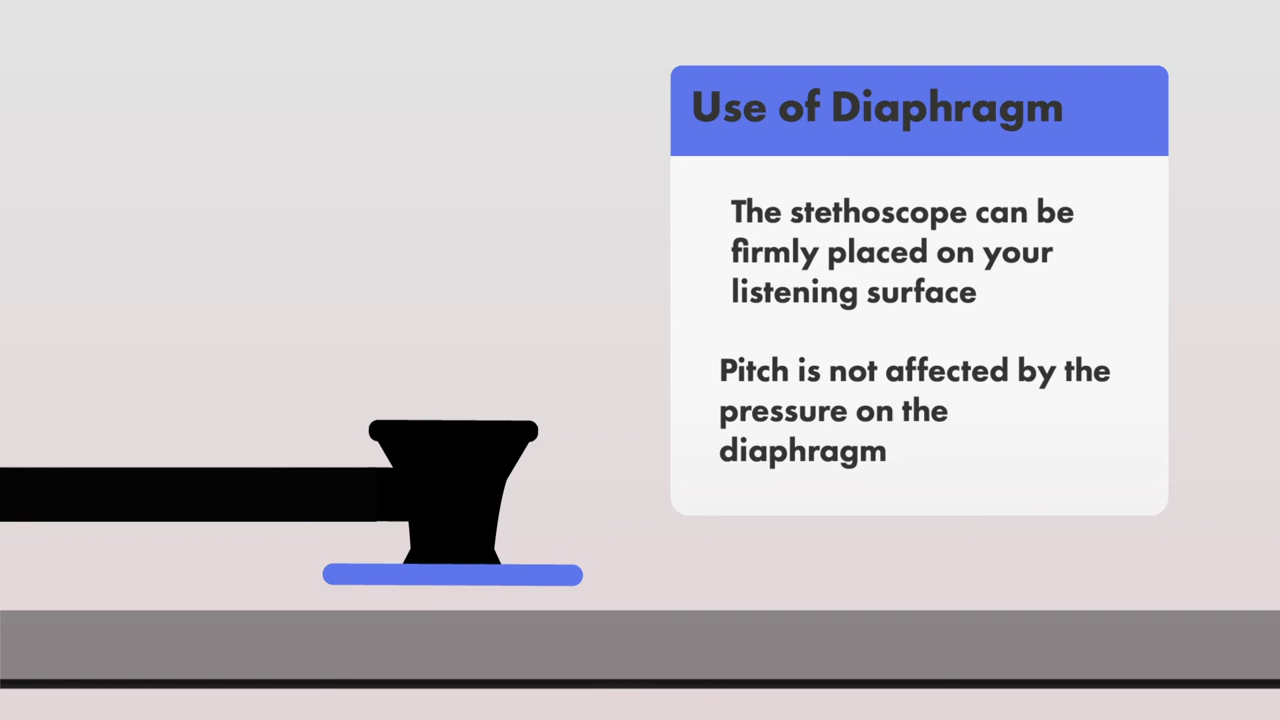 Use of Diaphragm
The stethoscope can be
firmly placed on your
listening surface
Pitch is not affected by the
pressure on the
diaphragm